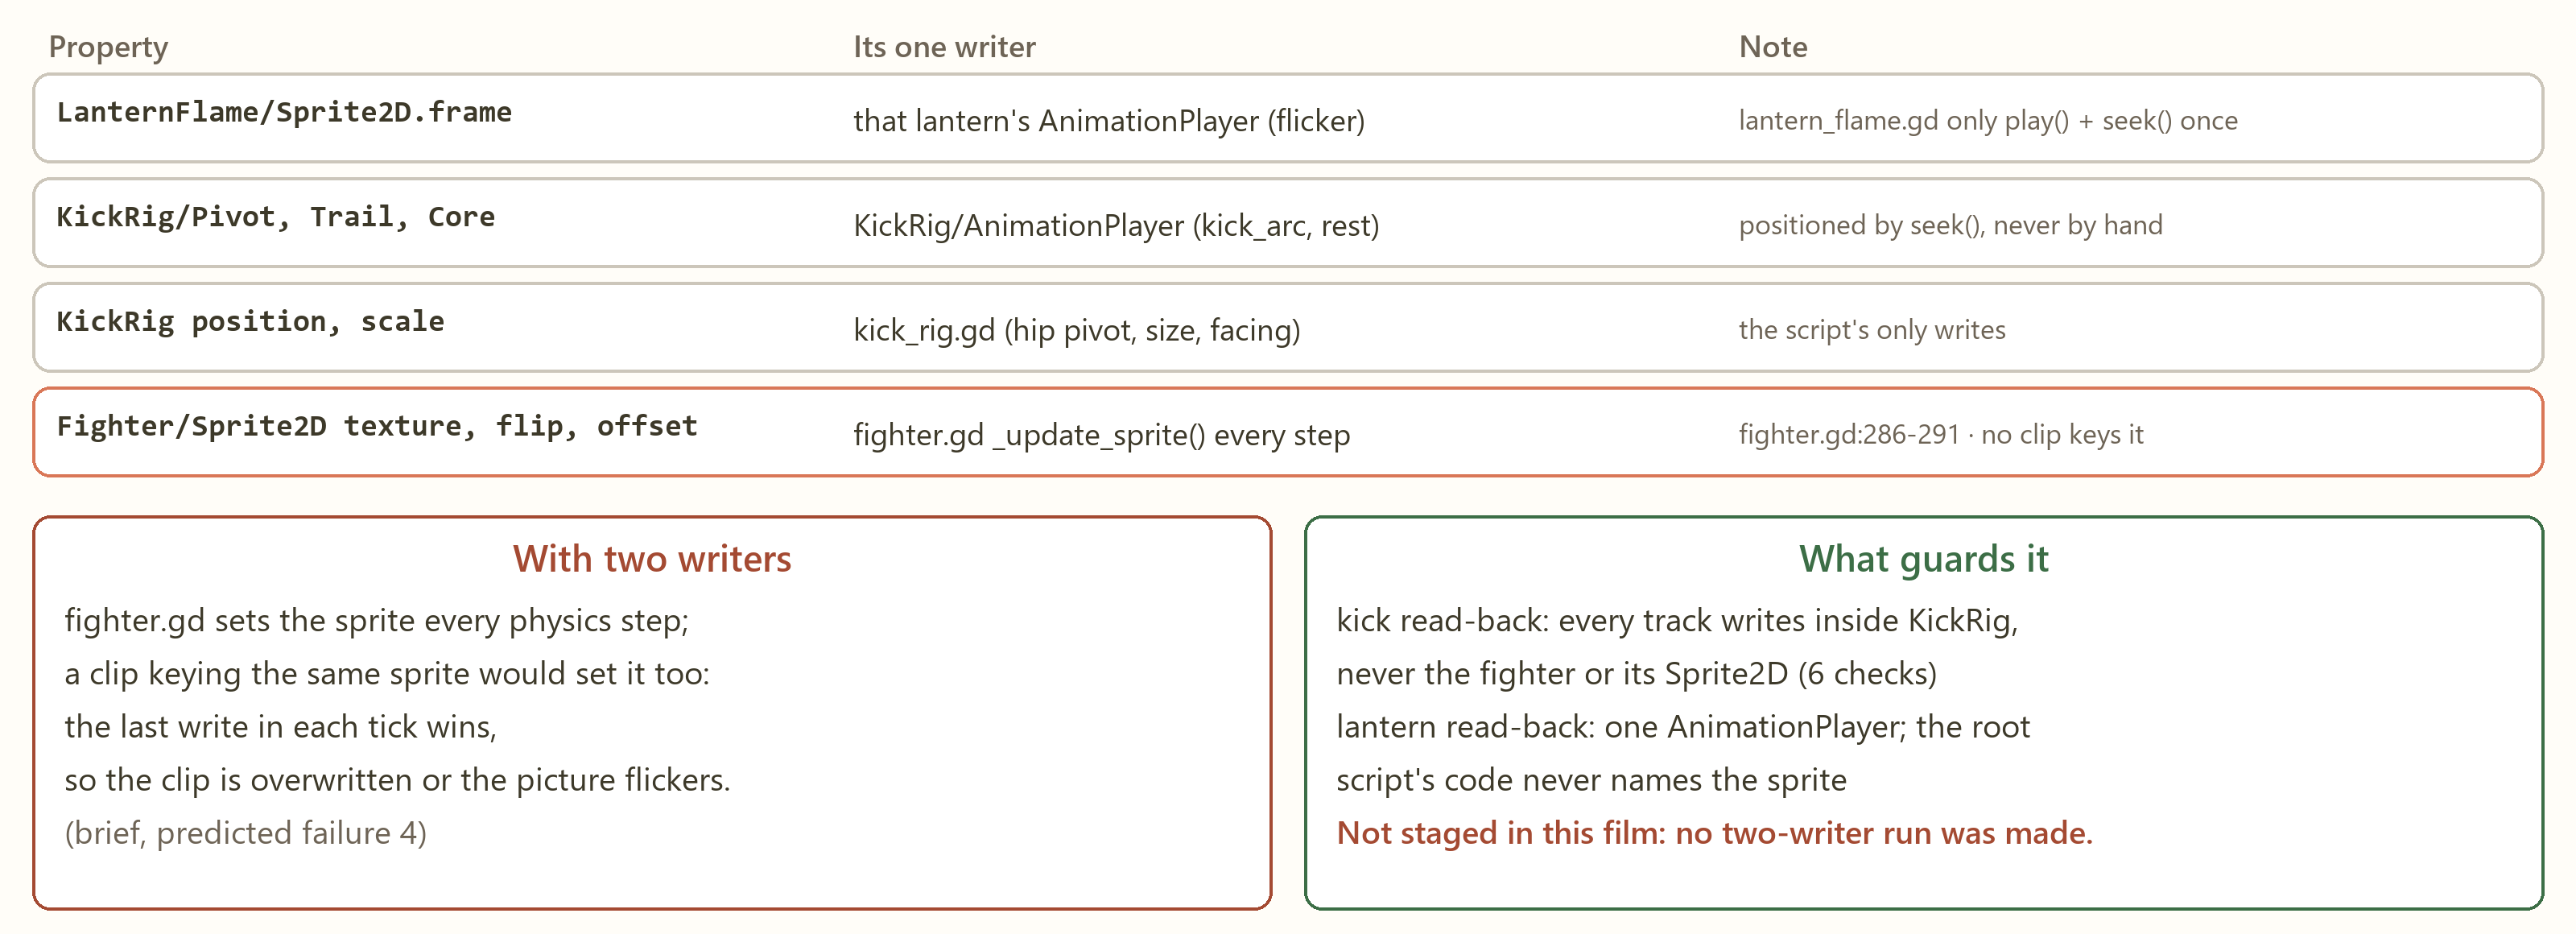 Property Its one writer Note
LanternFlame/Sprite2D.frame that lantern's AnimationPlayer (flicker) lantern_flame.gd only play() + seek() once
KickRig/Pivot, Trail, Core KickRig/AnimationPlayer (kick_arc, rest) positioned by seek(), never by hand
KickRig position, scale kick_rig.gd (hip pivot, size, facing) the script's only writes
Fighter/Sprite2D texture, flip, offset fighter.gd _update_sprite() every step fighter.gd:286-291 · no clip keys it
With two writers
fighter.gd sets the sprite every physics step;
a clip keying the same sprite would set it too:
the last write in each tick wins,
so the clip is overwritten or the picture flickers.
(brief, predicted failure 4)
What guards it
kick read-back: every track writes inside KickRig,
never the fighter or its Sprite2D (6 checks)
lantern read-back: one AnimationPlayer; the root
script's code never names the sprite
Not staged in this film: no two-writer run was made.